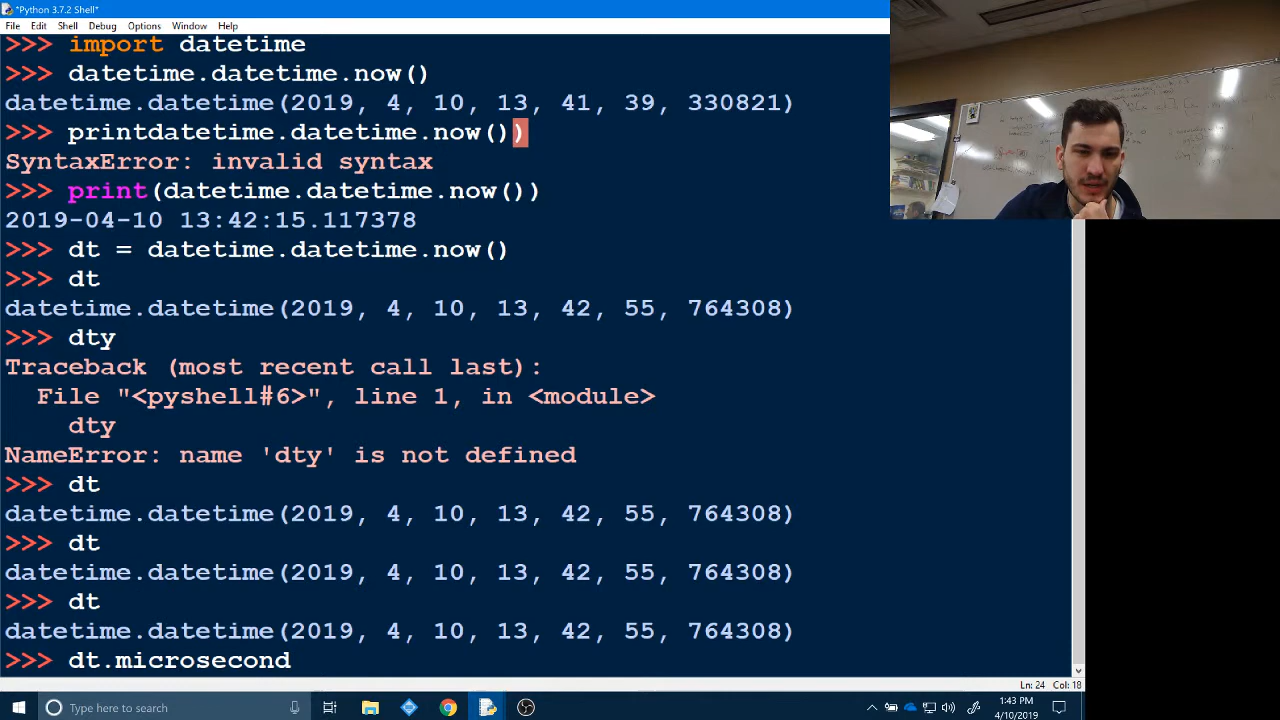 *Python 3.7.2 Shell*
File Edit Shell Debug Options Window Help
>>> import datetime
>>> datetime.datetime.now()
datetime.datetime(2019, 4, 10, 13, 41, 39, 330821)
>>> printdatetime.datetime.now())
SyntaxError: invalid syntax
>>> print(datetime.datetime.now())
2019-04-10 13:42:15.117378
>>> dt = datetime.datetime.now()
>>> dt
datetime.datetime(2019, 4, 10, 13, 42, 55, 764308)
>>> dty
Traceback (most recent call last):
  File "<pyshell#6>", line 1, in <module>
    dty
NameError: name 'dty' is not defined
>>> dt
datetime.datetime(2019, 4, 10, 13, 42, 55, 764308)
>>> dt
datetime.datetime(2019, 4, 10, 13, 42, 55, 764308)
>>> dt
datetime.datetime(2019, 4, 10, 13, 42, 55, 764308)
>>> dt.microsecond
Ln: 24 Col: 18
Type here to search
1:43 PM
4/10/2019